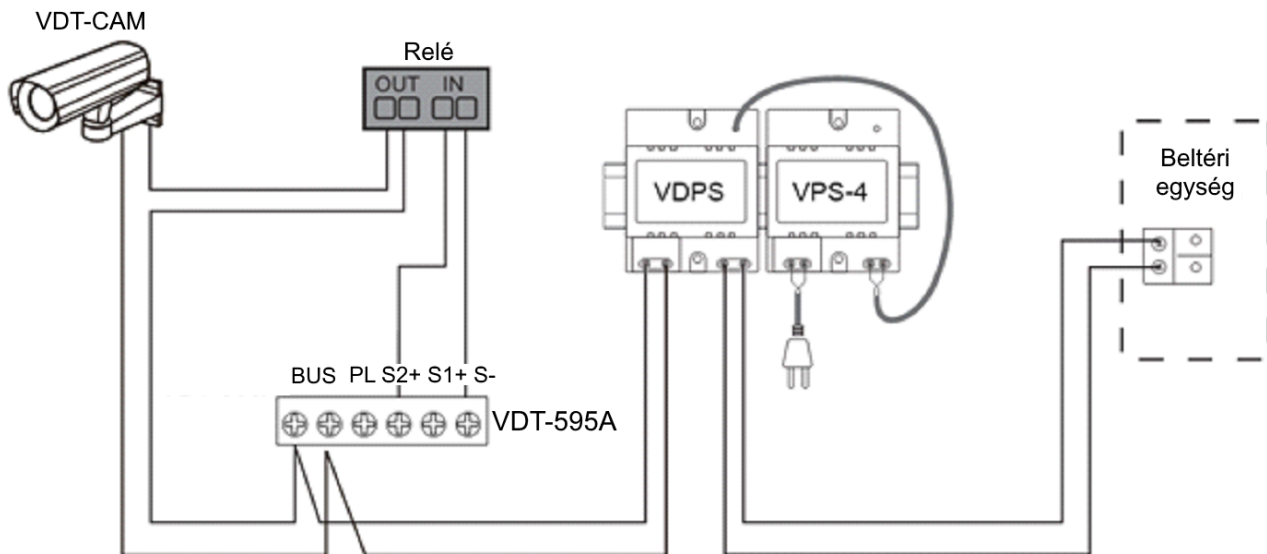 VDT-CAM
Relé
OUT IN
VDPS
VPS-4
Beltéri
egység
BUS PL S2+ S1+ S-
VDT-595A